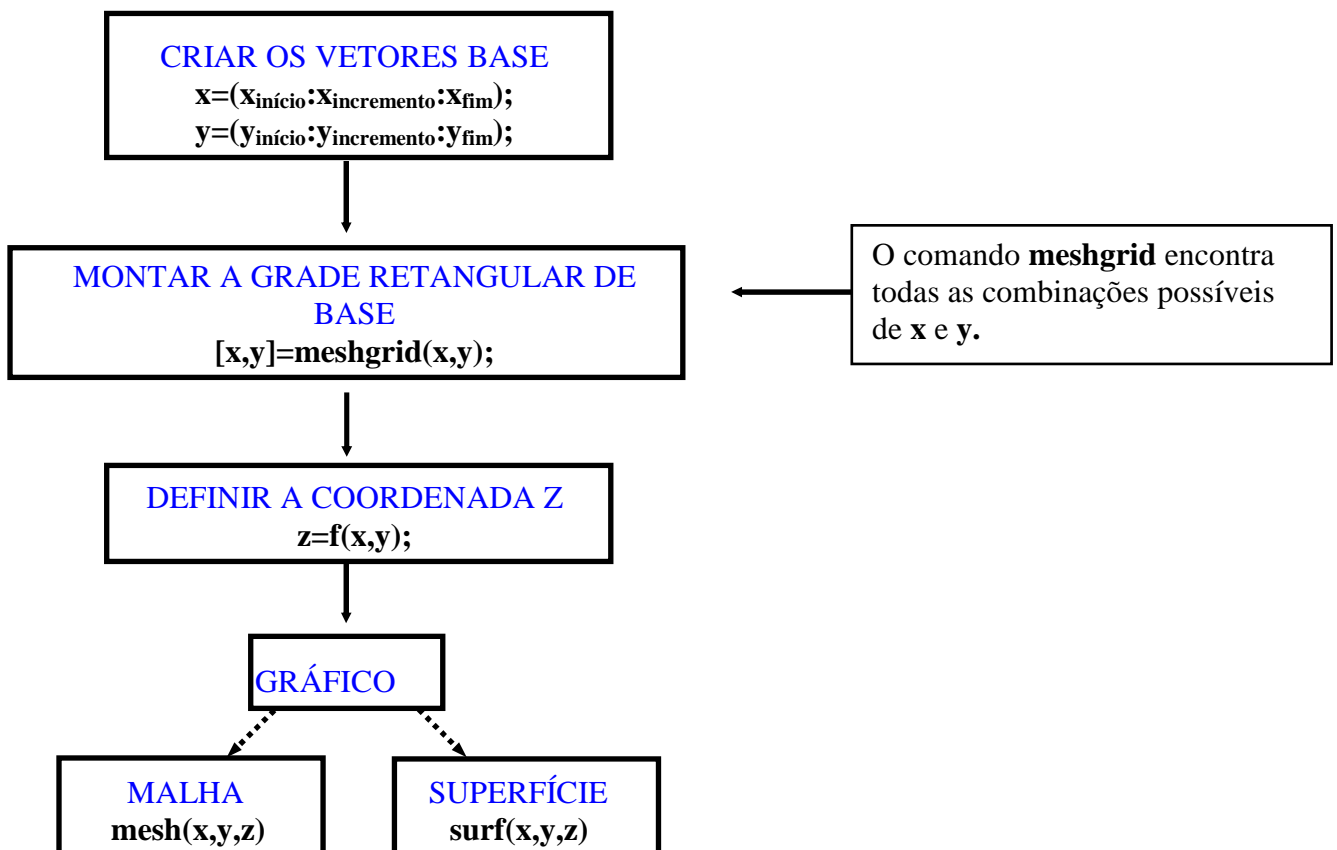 CRIAR OS VETORES BASE
x=(xinício:xincremento:xfim);
y=(yinício:yincremento:yfim);
MONTAR A GRADE RETANGULAR DE
BASE
[x,y]=meshgrid(x,y);
O comando meshgrid encontra
todas as combinações possíveis
de x e y.
DEFINIR A COORDENADA Z
z=f(x,y);
GRÁFICO
MALHA
mesh(x,y,z)
SUPERFÍCIE
surf(x,y,z)